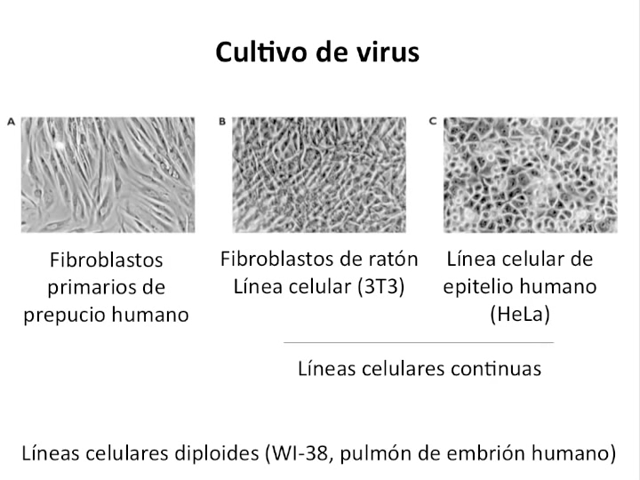 Cultivo de virus
A
B
C
Fibroblastos
primarios de
prepucio humano
Fibroblastos de ratón
Línea celular (3T3)
Línea celular de
epitelio humano
(HeLa)
Líneas celulares continuas
Líneas celulares diploides (WI-38, pulmón de embrión humano)